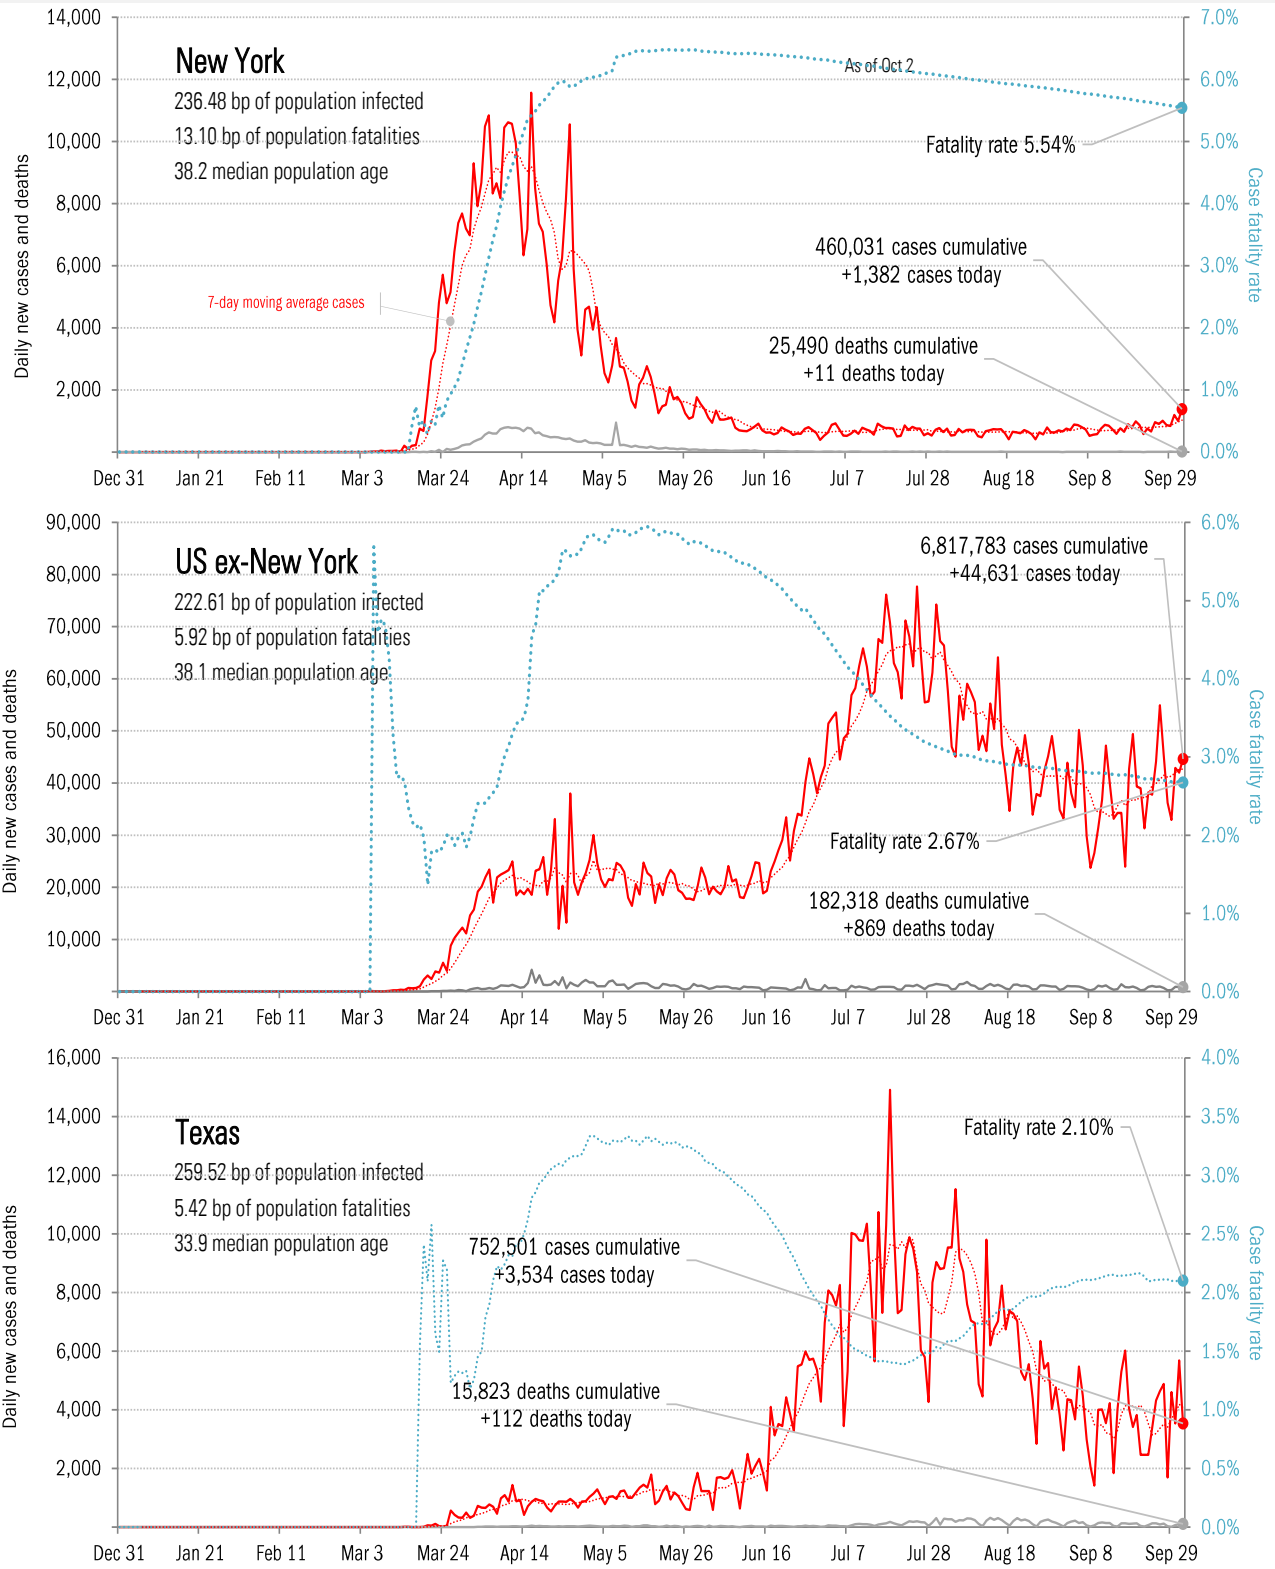 14,000
7.0%
New York
As of Oct 2
12,000
6.0%
236.48 bp of population infected
10,000
13.10 bp of population fatalities
5.0%
Fatality rate 5.54%
38.2 median population age
8,000
4.0%
Daily new cases and deaths
Case fatality rate
460,031 cases cumulative
+1,382 cases today
6,000
3.0%
7-day moving average cases
4,000
2.0%
25,490 deaths cumulative
+11 deaths today
2,000
1.0%
0.0%
Dec 31 Jan 21 Feb 11 Mar 3 Mar 24 Apr 14 May 5 May 26 Jun 16 Jul 7 Jul 28 Aug 18 Sep 8 Sep 29
90,000
6.0%
US ex-New York
6,817,783 cases cumulative
+44,631 cases today
80,000
222.61 bp of population infected
5.0%
70,000
5.92 bp of population fatalities
38.1 median population age
60,000
4.0%
Daily new cases and deaths
Case fatality rate
50,000
3.0%
40,000
30,000
2.0%
Fatality rate 2.67%
20,000
182,318 deaths cumulative
+869 deaths today
1.0%
10,000
0.0%
Dec 31 Jan 21 Feb 11 Mar 3 Mar 24 Apr 14 May 5 May 26 Jun 16 Jul 7 Jul 28 Aug 18 Sep 8 Sep 29
16,000
4.0%
14,000
3.5%
Texas
Fatality rate 2.10%
12,000
259.52 bp of population infected
3.0%
5.42 bp of population fatalities
10,000
2.5%
33.9 median population age
752,501 cases cumulative
+3,534 cases today
Daily new cases and deaths
Case fatality rate
8,000
2.0%
6,000
1.5%
15,823 deaths cumulative
+112 deaths today
4,000
1.0%
2,000
0.5%
0.0%
Dec 31 Jan 21 Feb 11 Mar 3 Mar 24 Apr 14 May 5 May 26 Jun 16 Jul 7 Jul 28 Aug 18 Sep 8 Sep 29